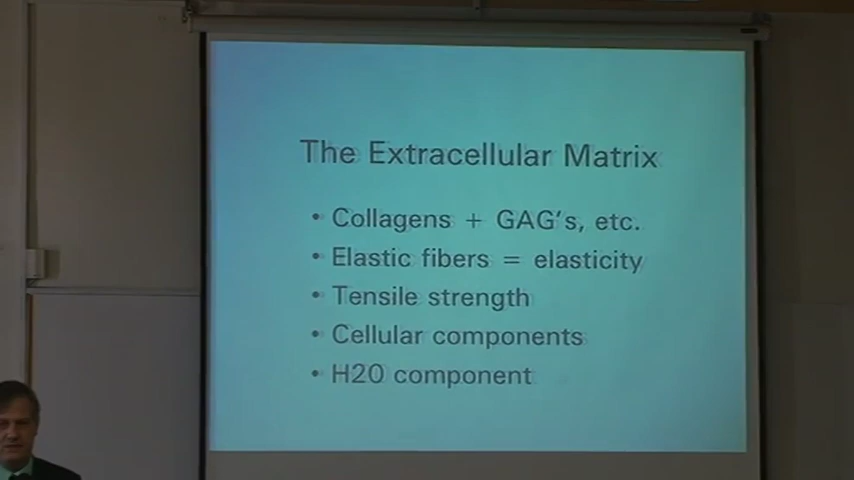 The Extracellular Matrix
• Collagens + GAG's, etc.
• Elastic fibers = elasticity
• Tensile strength
• Cellular components
• H20 component